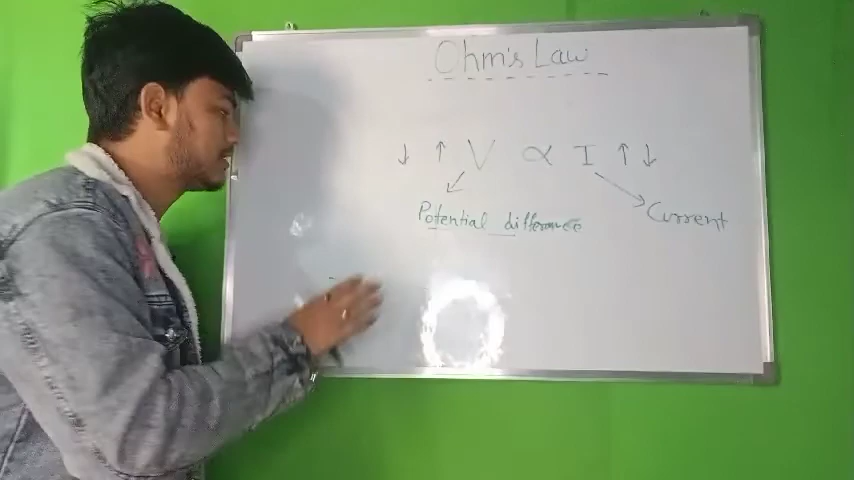 Ohm's Law
↓ ↑ V ∝ I ↑ ↓
Potential difference
Current